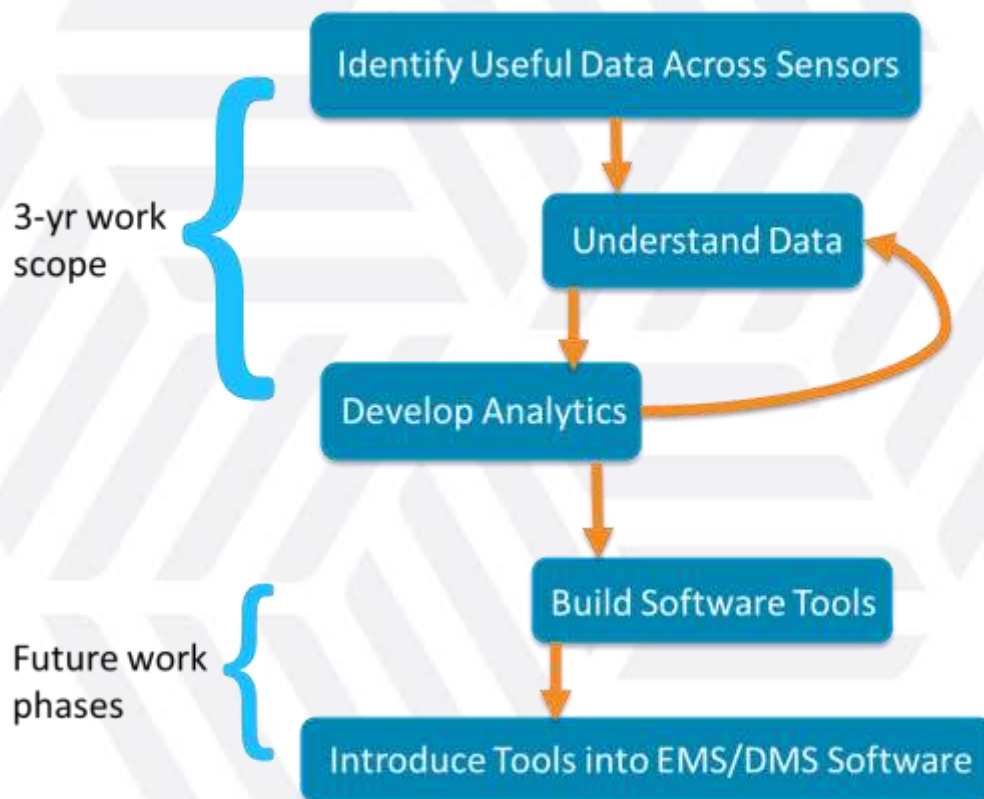 Identify Useful Data Across Sensors
3-yr work
scope
Understand Data
Develop Analytics
Build Software Tools
Future work
phases
Introduce Tools into EMS/DMS Software